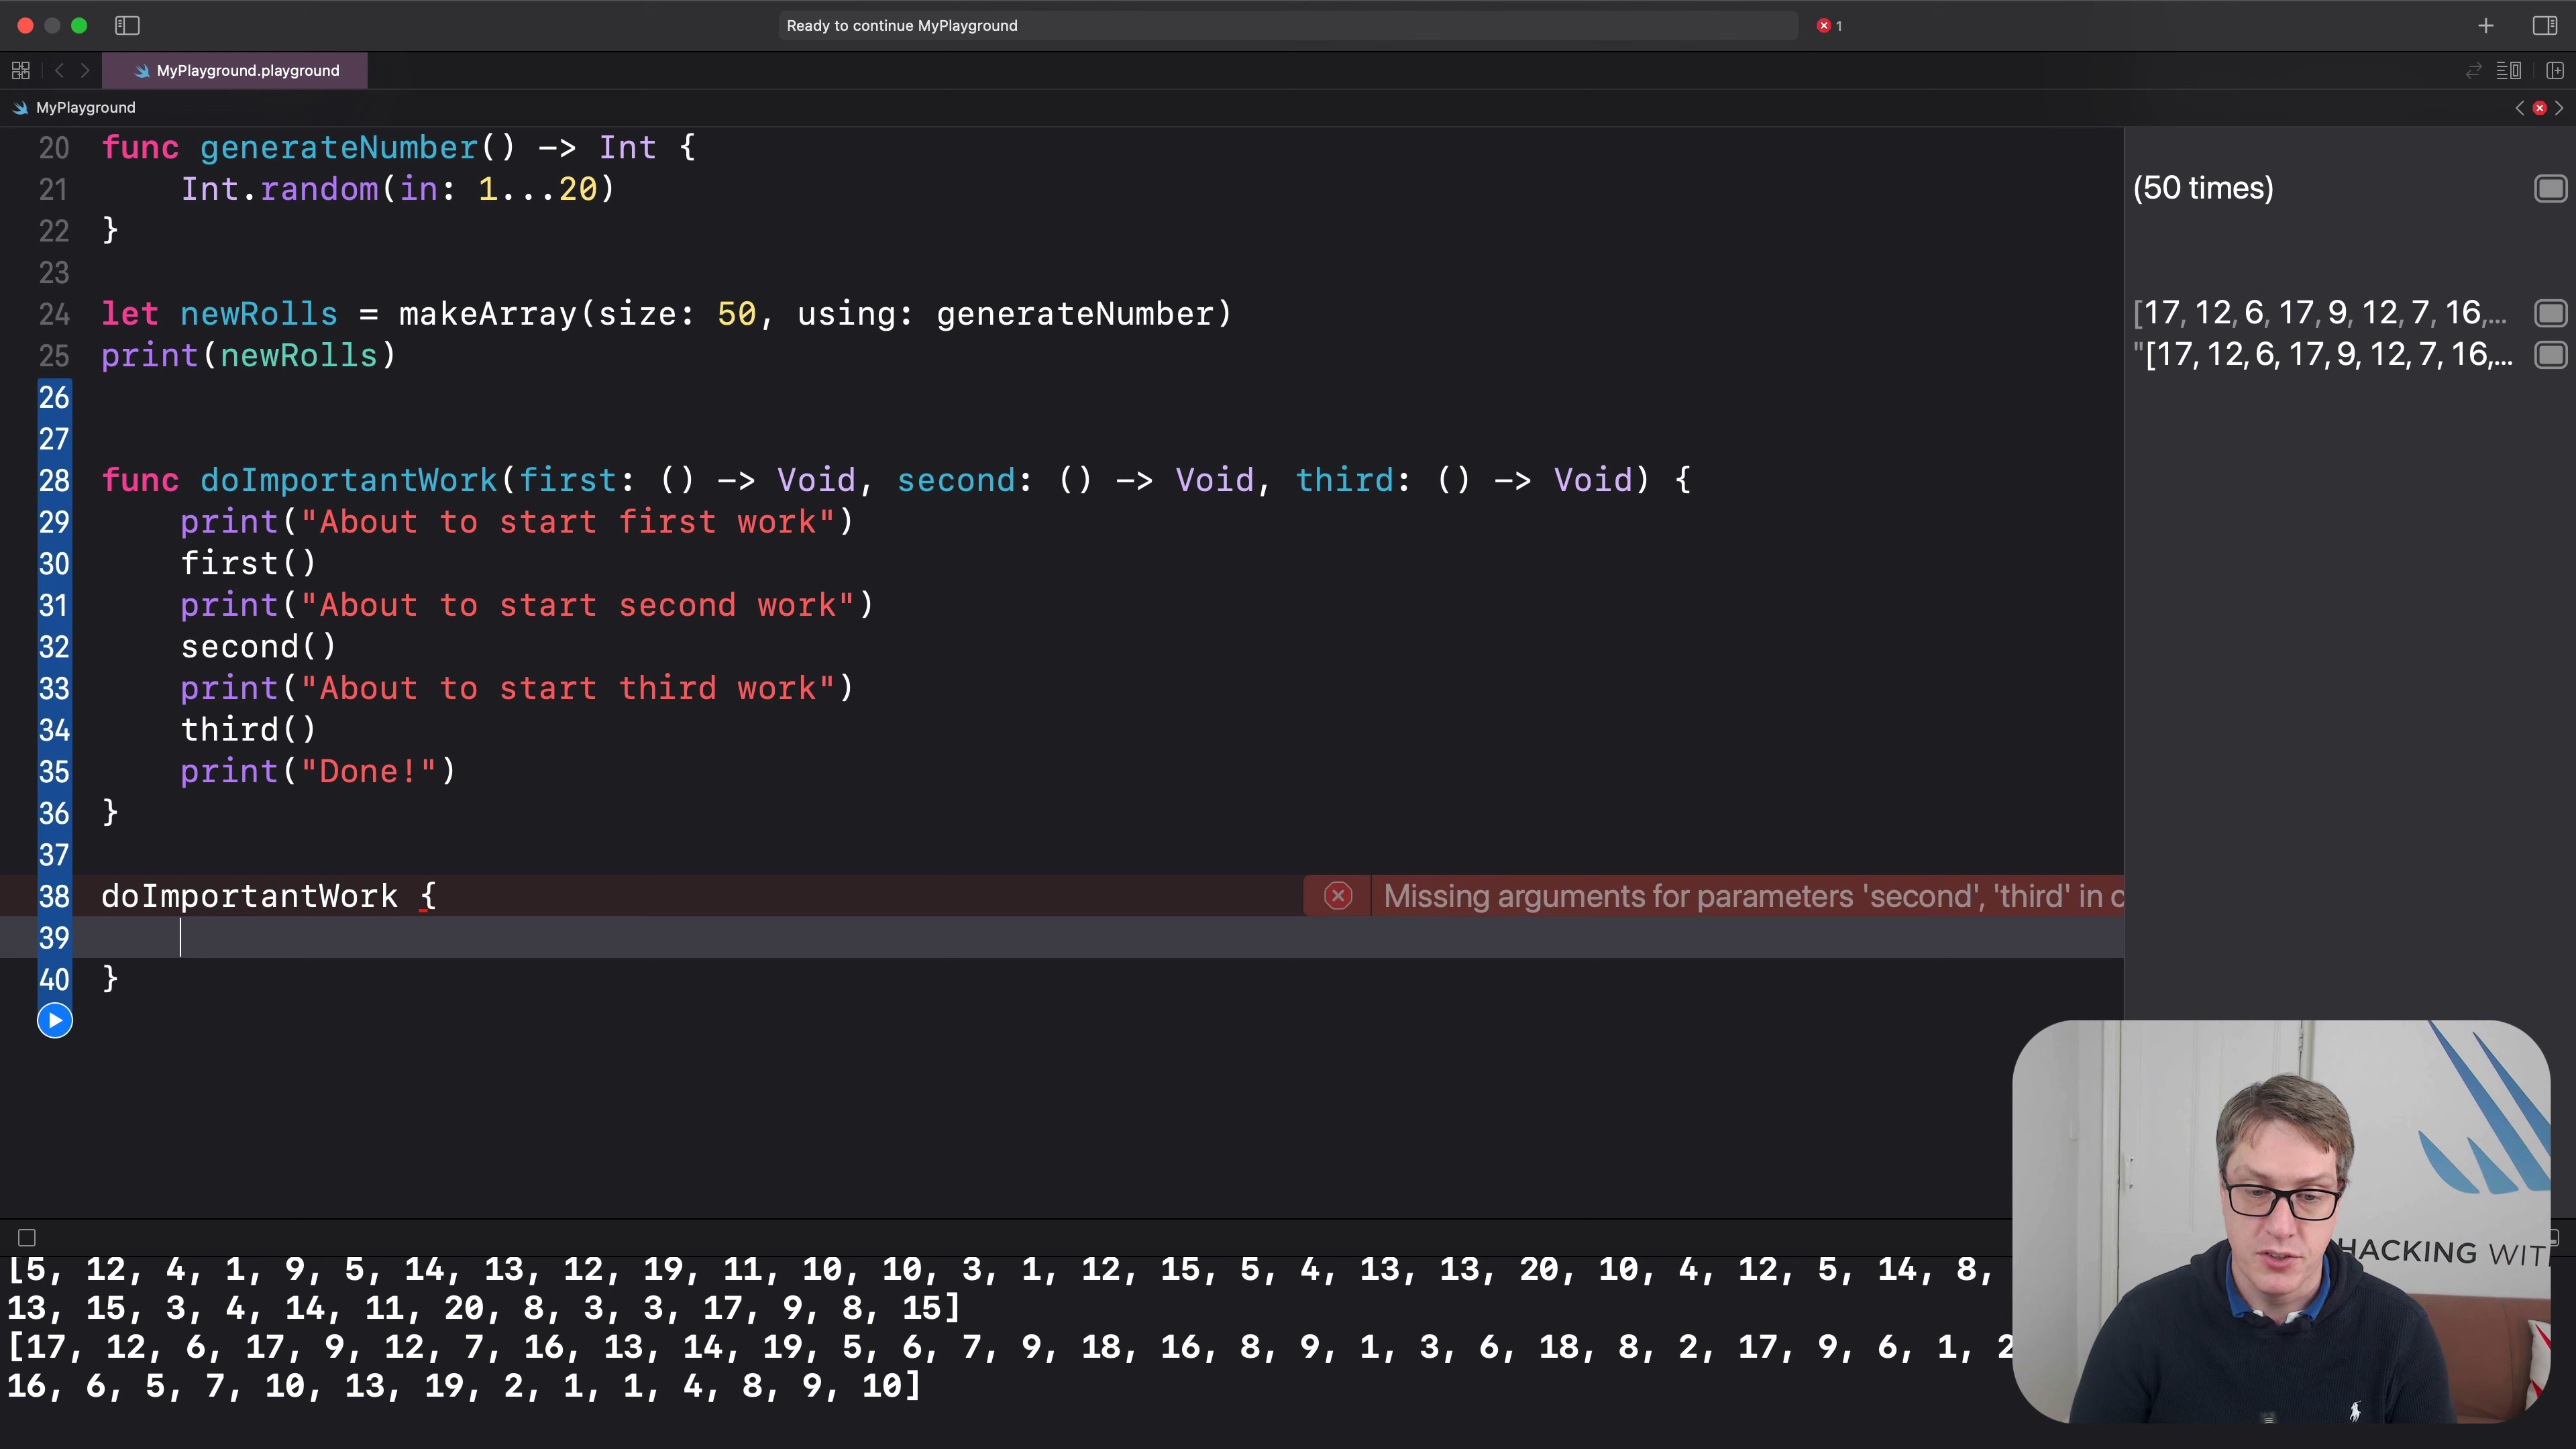 Ready to continue MyPlayground
1
MyPlayground.playground
MyPlayground
20 func generateNumber() -> Int {
21 Int.random(in: 1...20)
(50 times)
22 }
23
24 let newRolls = makeArray(size: 50, using: generateNumber)
[17, 12, 6, 17, 9, 12, 7, 16,...
25 print(newRolls)
"[17, 12, 6, 17, 9, 12, 7, 16,...
26
27
28 func doImportantWork(first: () -> Void, second: () -> Void, third: () -> Void) {
29 print("About to start first work")
30 first()
31 print("About to start second work")
32 second()
33 print("About to start third work")
34 third()
35 print("Done!")
36 }
37
38 doImportantWork {
Missing arguments for parameters 'second', 'third' in c
39
40 }
[5, 12, 4, 1, 9, 5, 14, 13, 12, 19, 11, 10, 10, 3, 1, 12, 15, 5, 4, 13, 13, 20, 10, 4, 12, 5, 14, 8,
13, 15, 3, 4, 14, 11, 20, 8, 3, 3, 17, 9, 8, 15]
[17, 12, 6, 17, 9, 12, 7, 16, 13, 14, 19, 5, 6, 7, 9, 18, 16, 8, 9, 1, 3, 6, 18, 8, 2, 17, 9, 6, 1,
16, 6, 5, 7, 10, 13, 19, 2, 1, 1, 4, 8, 9, 10]
HACKING WIT